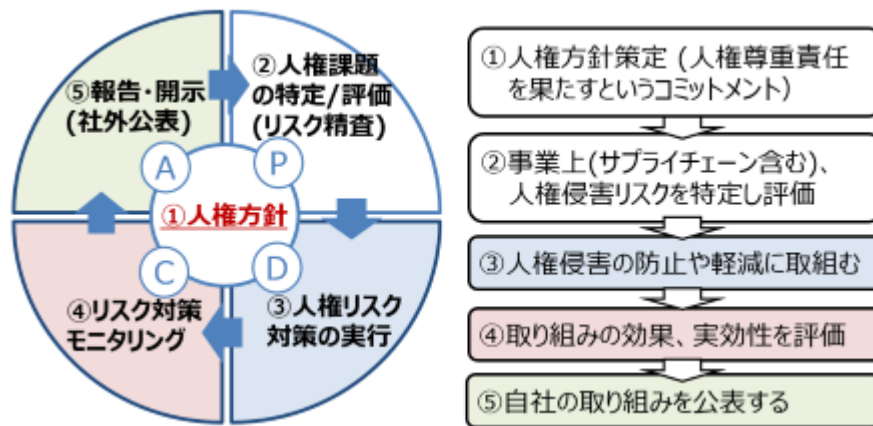 ②人権課題
の特定/評価
(リスク精査)
⑤報告・開示
(社外公表)
A
P
①人権方針
C
D
④リスク対策
モニタリング
③人権リスク
対策の実行
①人権方針策定 (人権尊重責任
を果たすというコミットメント)
②事業上(サプライチェーン含む)、
人権侵害リスクを特定し評価
③人権侵害の防止や軽減に取組む
④取り組みの効果、実効性を評価
⑤自社の取り組みを公表する